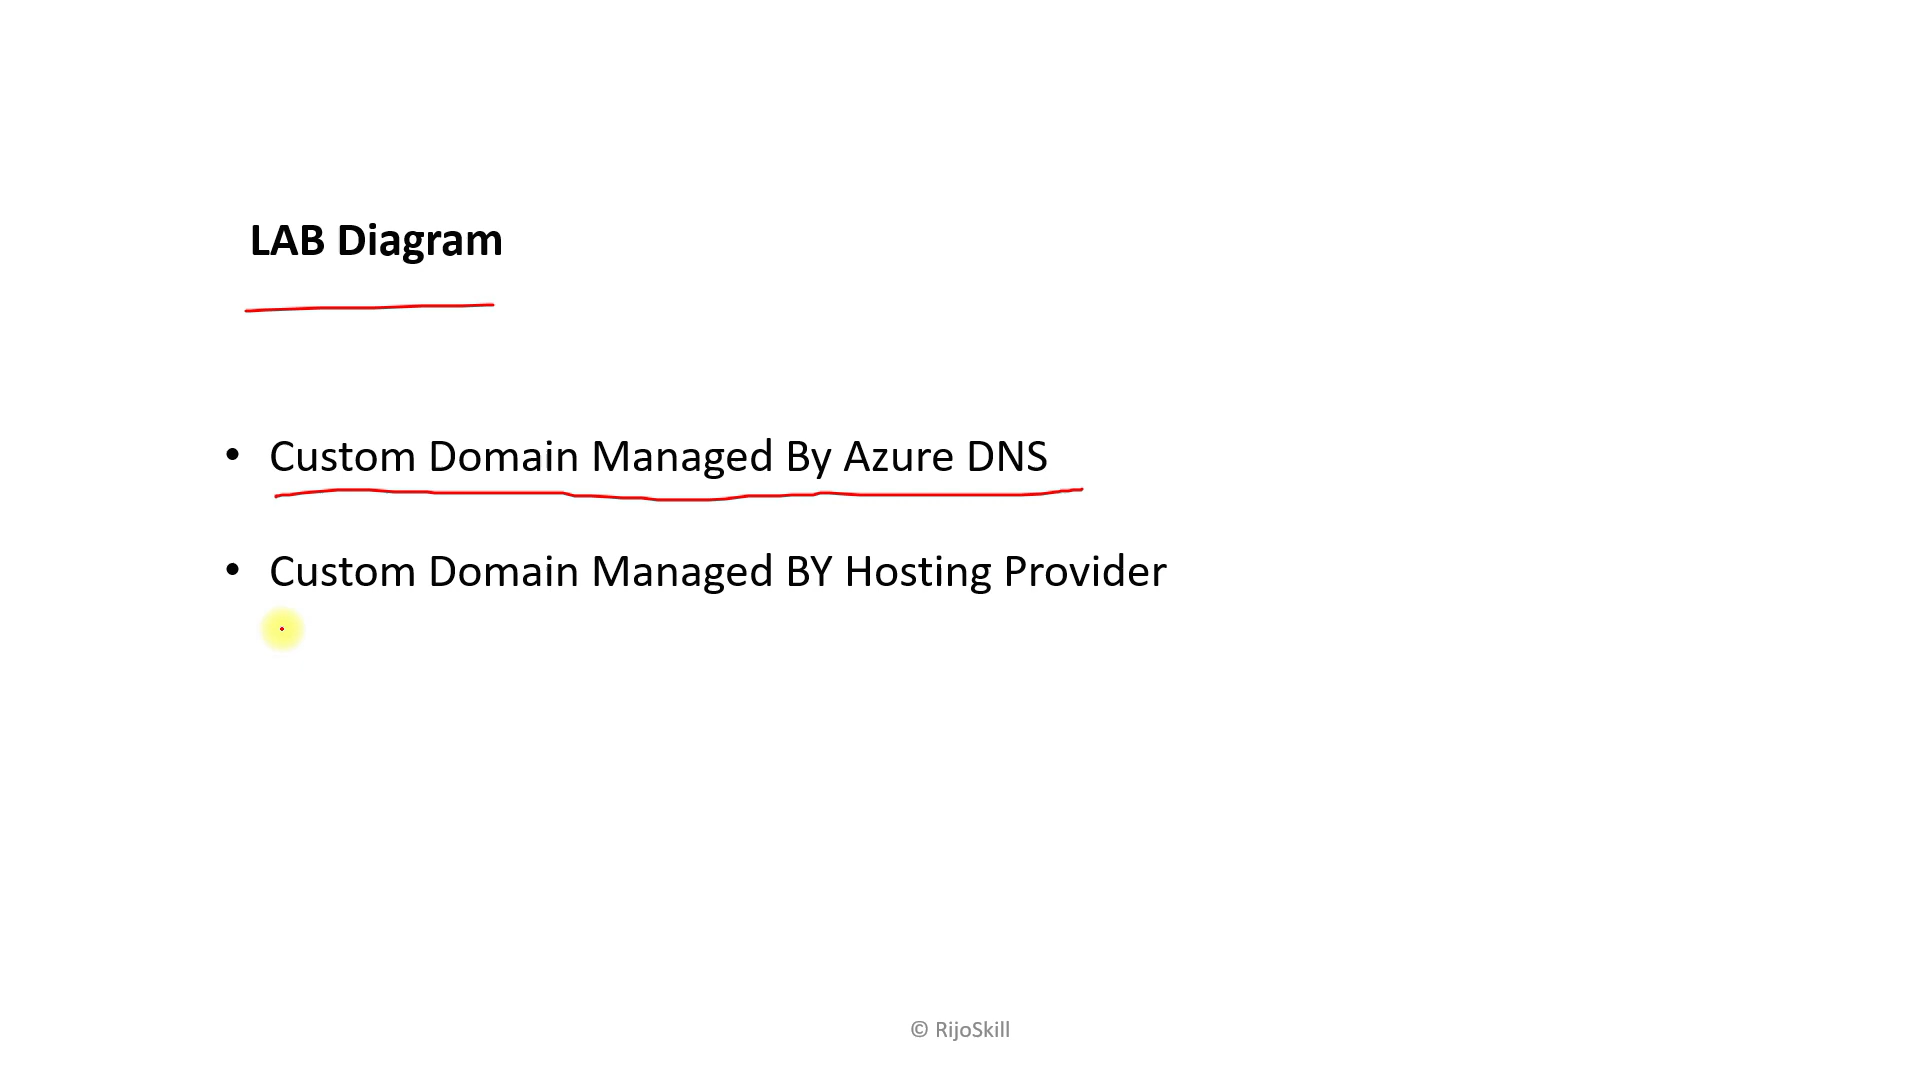 LAB Diagram
• Custom Domain Managed By Azure DNS
• Custom Domain Managed BY Hosting Provider
© RijoSkill